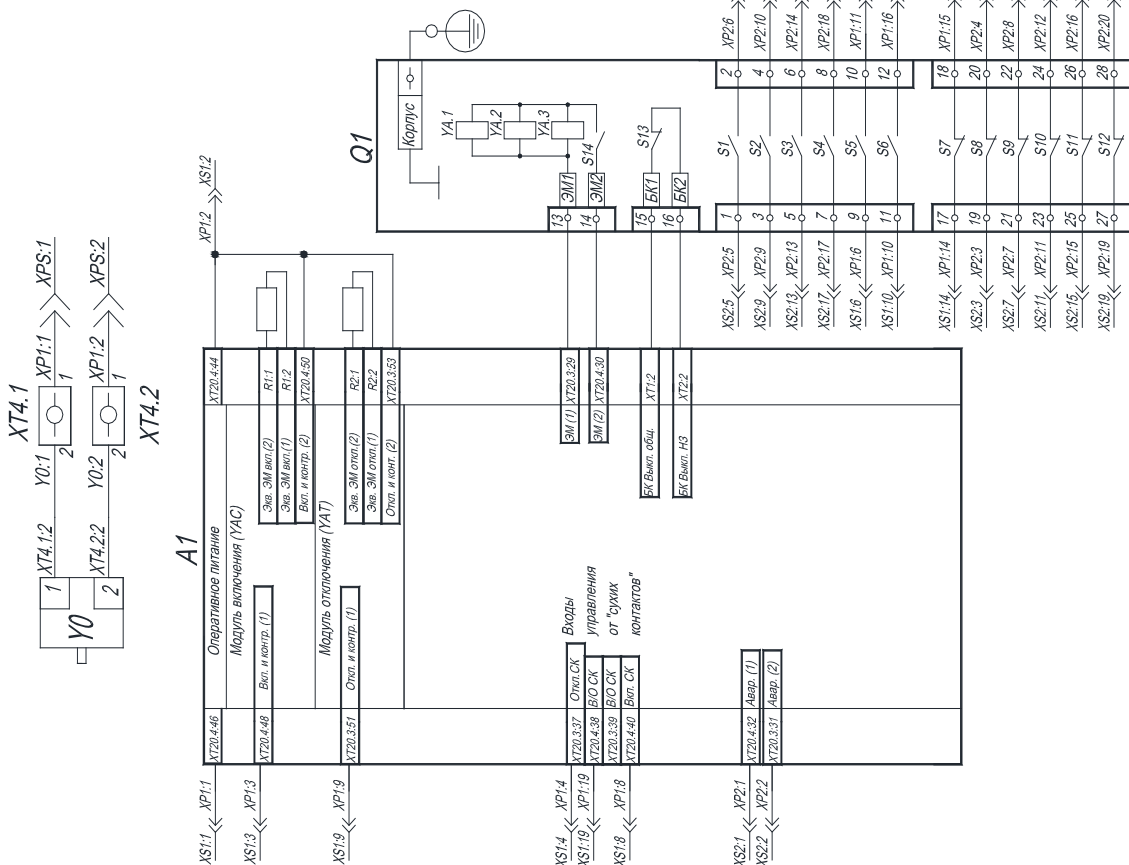 XT4.1
XT4.2
Y0
1
2
XT4.1:2
Y0:1
2
1
XP1:1
XPS:1
XT4.2:2
Y0:2
2
1
XP1:2
XPS:2
A1
XS1:1
XP1:1
XT20.4:46
Оперативное питание
XT20.4:44
XP1:2
XS1:2
Модуль включения (YAC)
XS1:3
XP1:3
XT20.4:48
Вкл. и контр. (1)
Экв. ЭМ вкл.(2)
R1:1
Экв. ЭМ вкл.(1)
R1:2
Вкл. и контр. (2)
XT20.4:50
Модуль отключения (YAT)
XS1:9
XP1:9
XT20.3:51
Откл. и контр. (1)
Экв. ЭМ откл.(2)
R2:1
Экв. ЭМ откл.(1)
R2:2
Откл. и конт. (2)
XT20.3:53
XS1:4
XP1:4
XT20.3:37
Откл.СК
XS1:19
XP1:19
XT20.4:38
В/О СК
XT20.3:39
В/О СК
XS1:8
XP1:8
XT20.4:40
Вкл. СК
Входы
управления
от "сухих
контактов"
XS2:1
XP2:1
XT20.4:32
Авар. (1)
XS2:2
XP2:2
XT20.3:31
Авар. (2)
ЭМ (1)
XT20.4:29
ЭМ (2)
XT20.4:30
БК Выкл. общ.
XT1:2
БК Выкл. НЗ
XT2:2
Q1
Корпус
YA.1
YA.2
YA.3
13
ЭМ1
14
ЭМ2
S14
15
БК1
16
БК2
S13
XS2:5
XP2:5
1
S1
2
XP2:6
XS2:9
XP2:9
3
S2
4
XP2:10
XS2:13
XP2:13
5
S3
6
XP2:14
XS2:17
XP2:17
7
S4
8
XP2:18
XS1:6
XP1:6
9
S5
10
XP1:11
XS1:10
XP1:10
11
S6
12
XP1:16
XS1:14
XP1:14
17
S7
18
XP1:15
XS2:3
XP2:3
19
S8
20
XP2:4
XS2:7
XP2:7
21
S9
22
XP2:8
XS2:11
XP2:11
23
S10
24
XP2:12
XS2:15
XP2:15
25
S11
26
XP2:16
XS2:19
XP2:19
27
S12
28
XP2:20